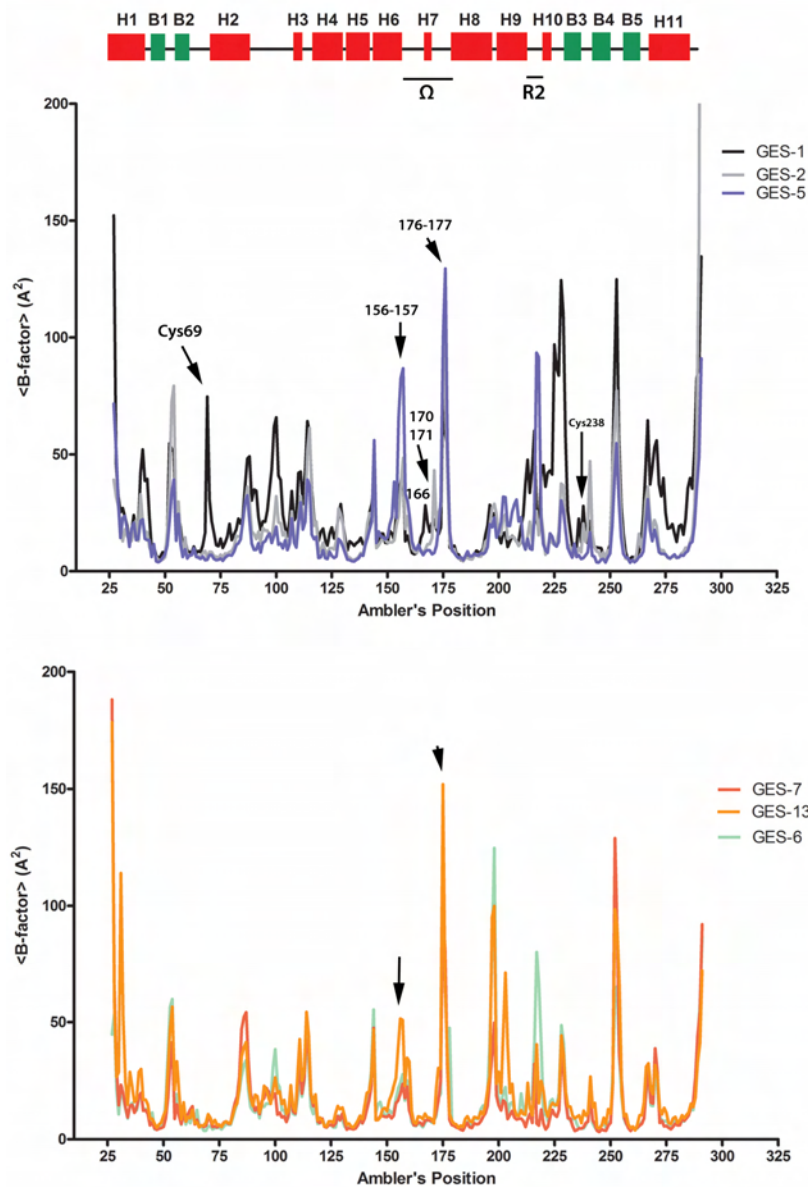 H1 B1 B2 H2 H3 H4 H5 H6 H7 H8 H9 H10 B3 B4 B5 H11
Ω R2
200
GES-1
GES-2
GES-5
150
176-177
156-157
Cys69
100
<B-factor> (A²)
170
171
Cys238
50
166
0
25 50 75 100 125 150 175 200 225 250 275 300 325
Ambler's Position
200
150
GES-7
GES-13
GES-6
<B-factor> (A²)
100
50
0
25 50 75 100 125 150 175 200 225 250 275 300 325
Ambler's Position